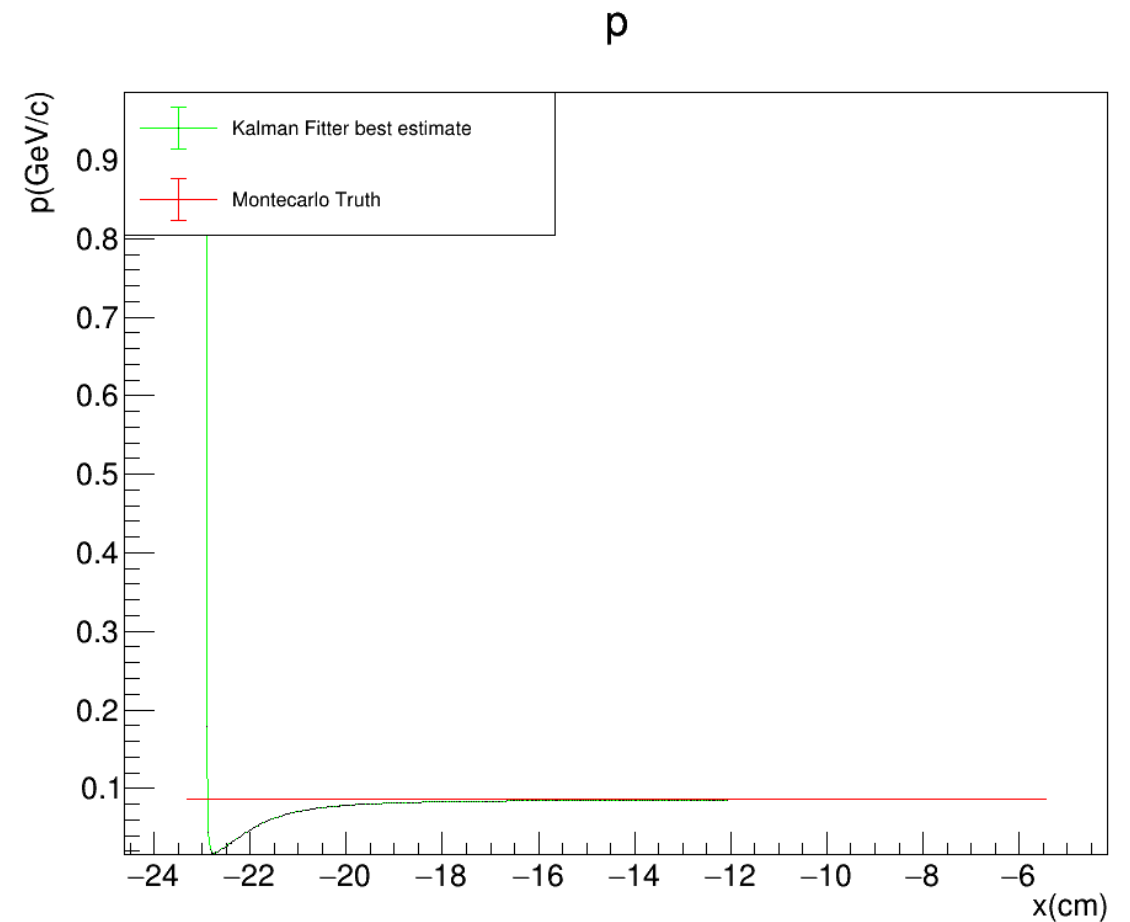 p
p(GeV/c)
Kalman Fitter best estimate
Montecarlo Truth
0.9
0.8
0.7
0.6
0.5
0.4
0.3
0.2
0.1
−24 −22 −20 −18 −16 −14 −12 −10 −8 −6
x(cm)